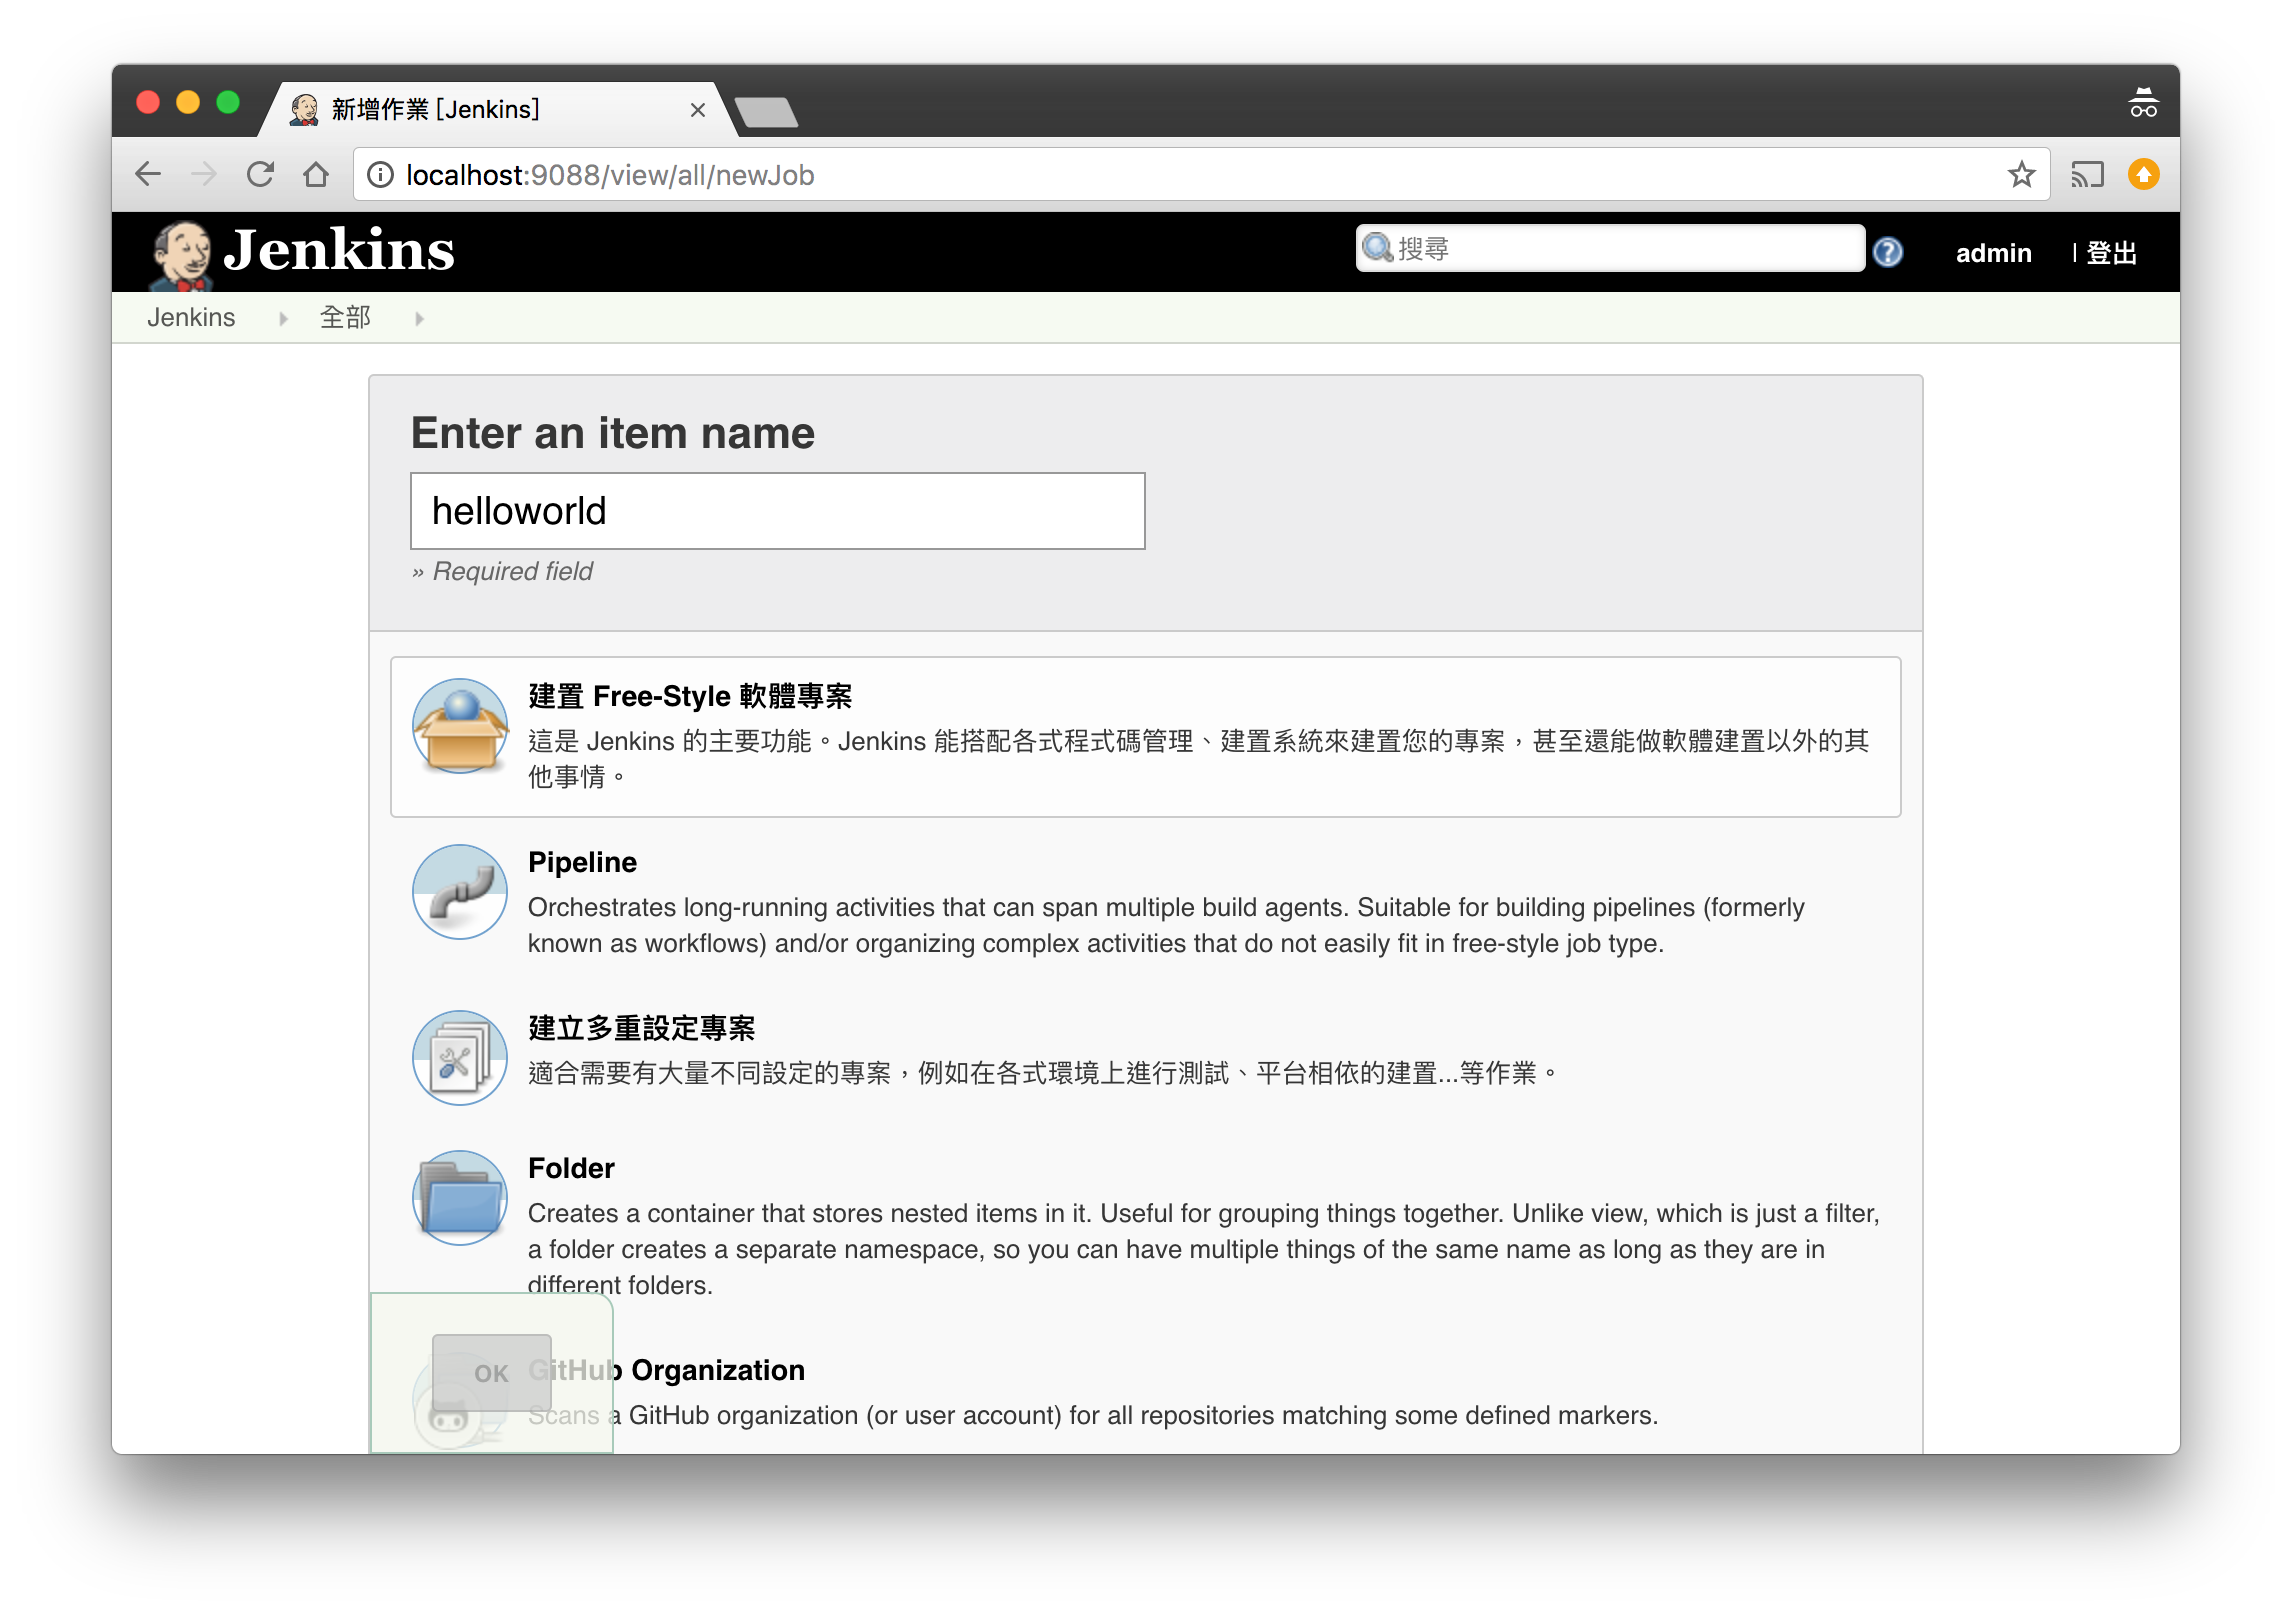 新增作業 [Jenkins]
localhost:9088/view/all/newJob
Jenkins
搜尋
admin
| 登出
Jenkins
全部
Enter an item name
helloworld
» Required field
建置 Free-Style 軟體專案
這是 Jenkins 的主要功能。Jenkins 能搭配各式程式碼管理、建置系統來建置您的專案，甚至還能做軟體建置以外的其
他事情。
Pipeline
Orchestrates long-running activities that can span multiple build agents. Suitable for building pipelines (formerly
known as workflows) and/or organizing complex activities that do not easily fit in free-style job type.
建立多重設定專案
適合需要有大量不同設定的專案，例如在各式環境上進行測試、平台相依的建置...等作業。
Folder
Creates a container that stores nested items in it. Useful for grouping things together. Unlike view, which is just a filter,
a folder creates a separate namespace, so you can have multiple things of the same name as long as they are in
different folders.
OK
GitHub Organization
Scans a GitHub organization (or user account) for all repositories matching some defined markers.